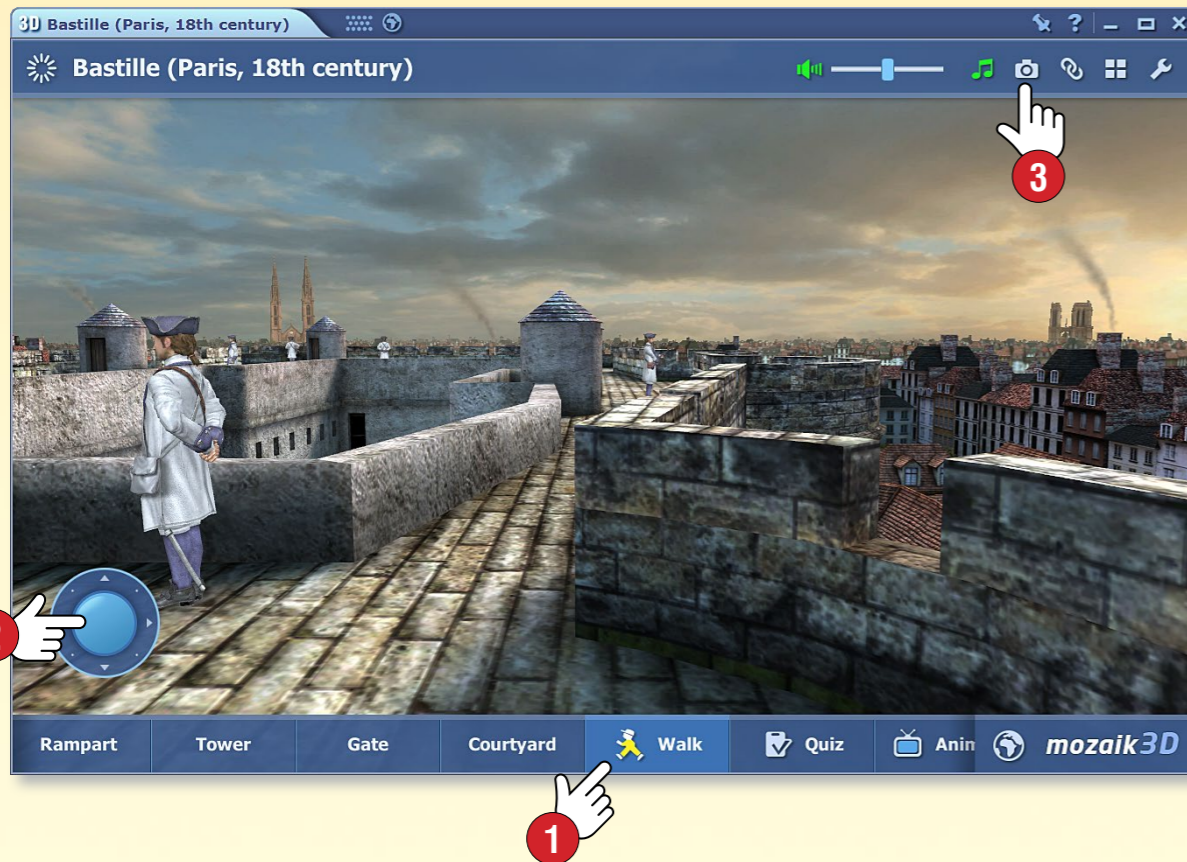 3D Bastille (Paris, 18th century)
Bastille (Paris, 18th century)
3
Rampart Tower Gate Courtyard Walk Quiz Anim mozaik3D
1